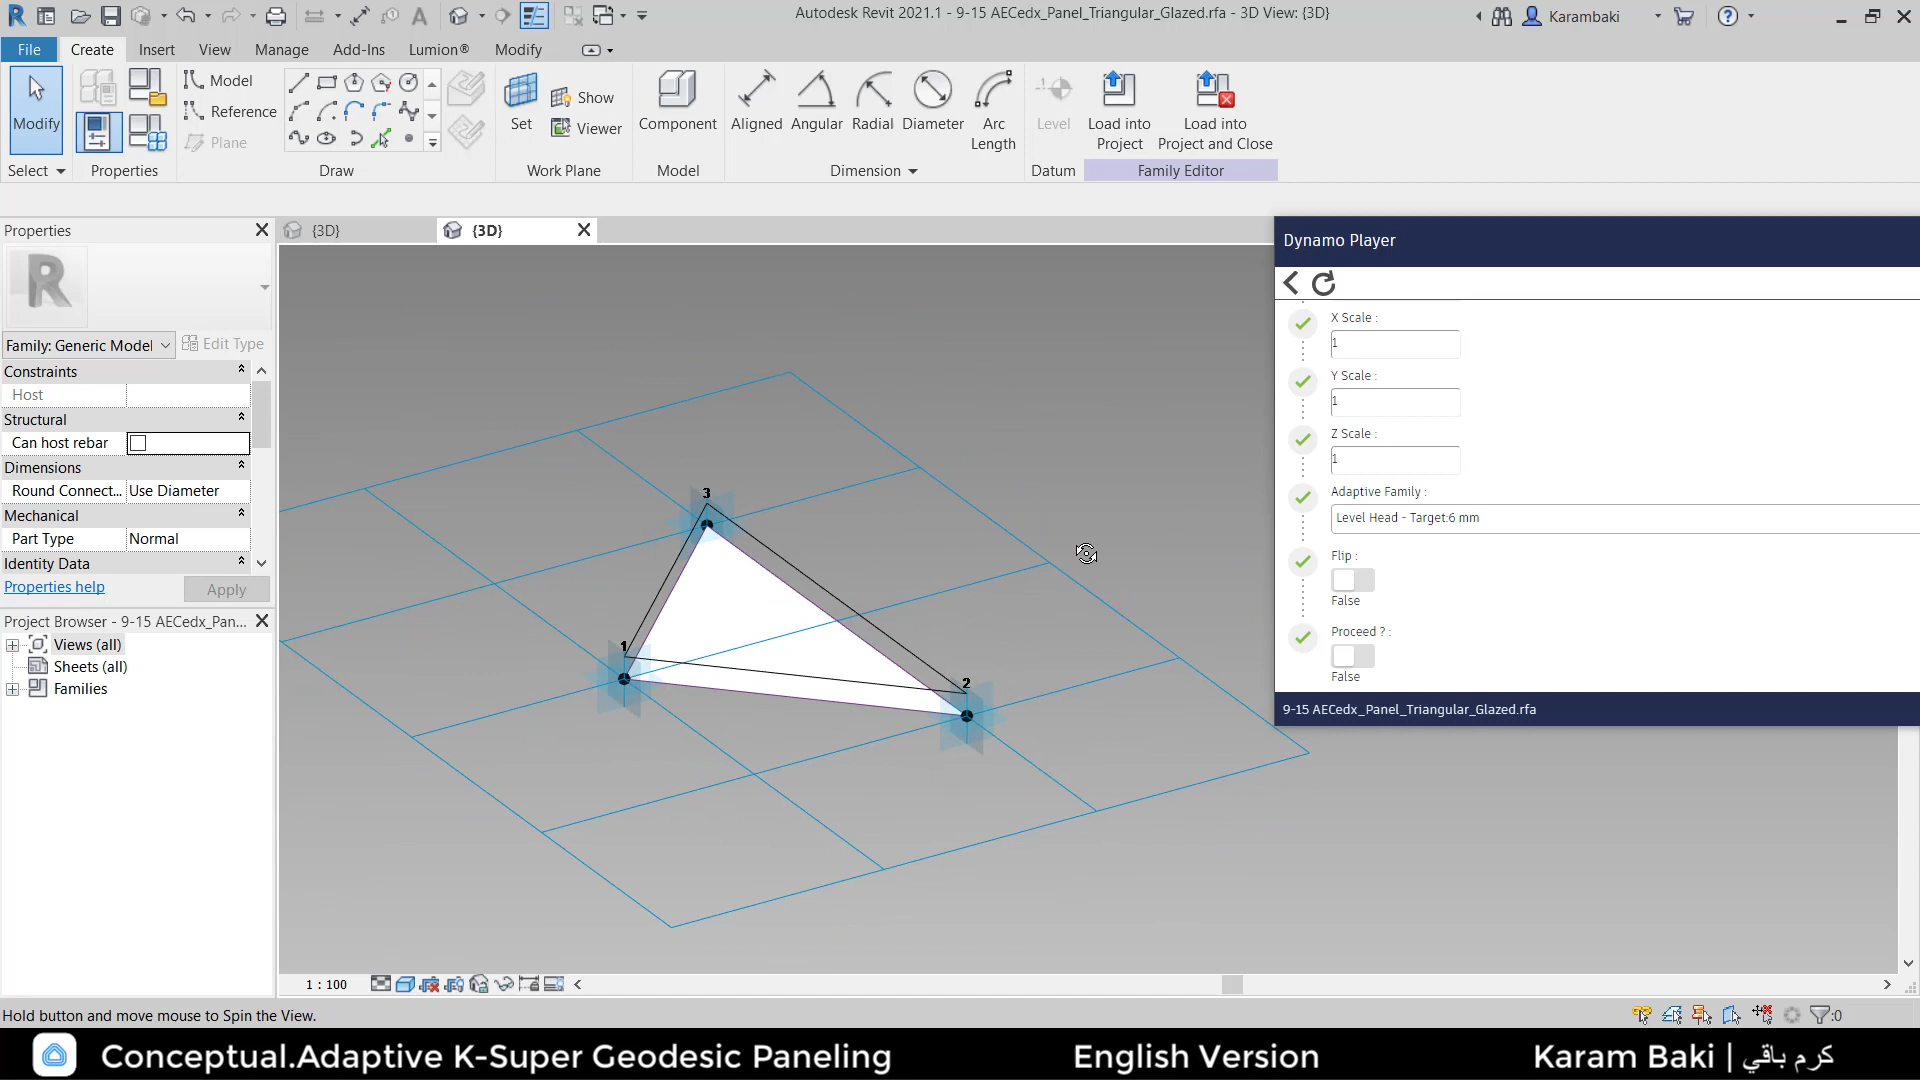 Autodesk Revit 2021.1 - 9-15 AECedx_Panel_Triangular_Glazed.rfa - 3D View: {3D}
Karambaki
File
Create
Insert
View
Manage
Add-Ins
Lumion®
Modify
Modify
Select
Properties
Model
Reference
Plane
Draw
Set
Show
Viewer
Work Plane
Component
Model
Aligned
Angular
Radial
Diameter
Arc
Length
Dimension
Level
Datum
Load into
Project
Load into
Project and Close
Family Editor
Properties
Family: Generic Model
Edit Type
Constraints
Host
Structural
Can host rebar
Dimensions
Round Connect... Use Diameter
Mechanical
Part Type Normal
Identity Data
Properties help
Apply
Project Browser - 9-15 AECedx_Pan...
Views (all)
Sheets (all)
Families
{3D}
{3D}
3
1
2
Dynamo Player
X Scale :
1
Y Scale :
1
Z Scale :
1
Adaptive Family :
Level Head - Target:6 mm
Flip :
False
Proceed ? :
False
9-15 AECedx_Panel_Triangular_Glazed.rfa
1 : 100
Hold button and move mouse to Spin the View.
:0
Conceptual.Adaptive K-Super Geodesic Paneling
English Version
Karam Baki | كرم باقي